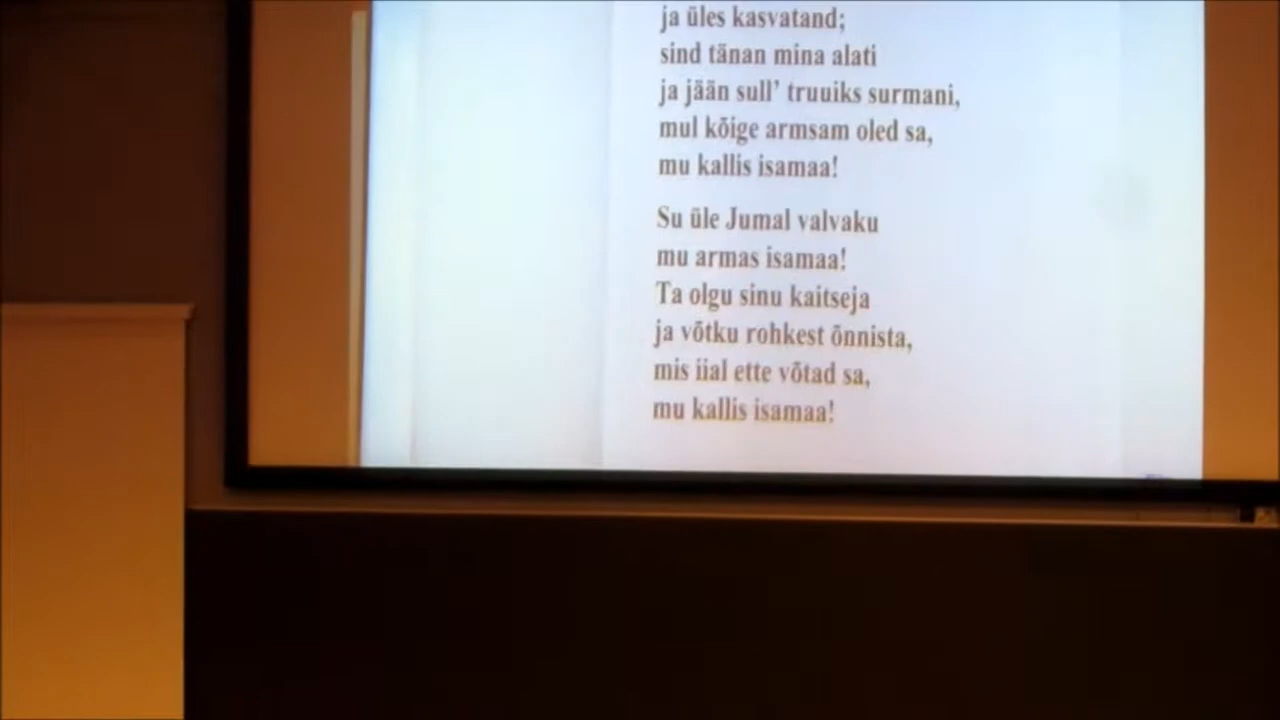 ja üles kasvatand;
sind tänan mina alati
ja jään sull’ truuiks surmani,
mul kõige armsam oled sa,
mu kallis isamaa!
Su üle Jumal valvaku
mu armas isamaa!
Ta olgu sinu kaitseja
ja võtku rohkest õnnista,
mis iial ette võtad sa,
mu kallis isamaa!